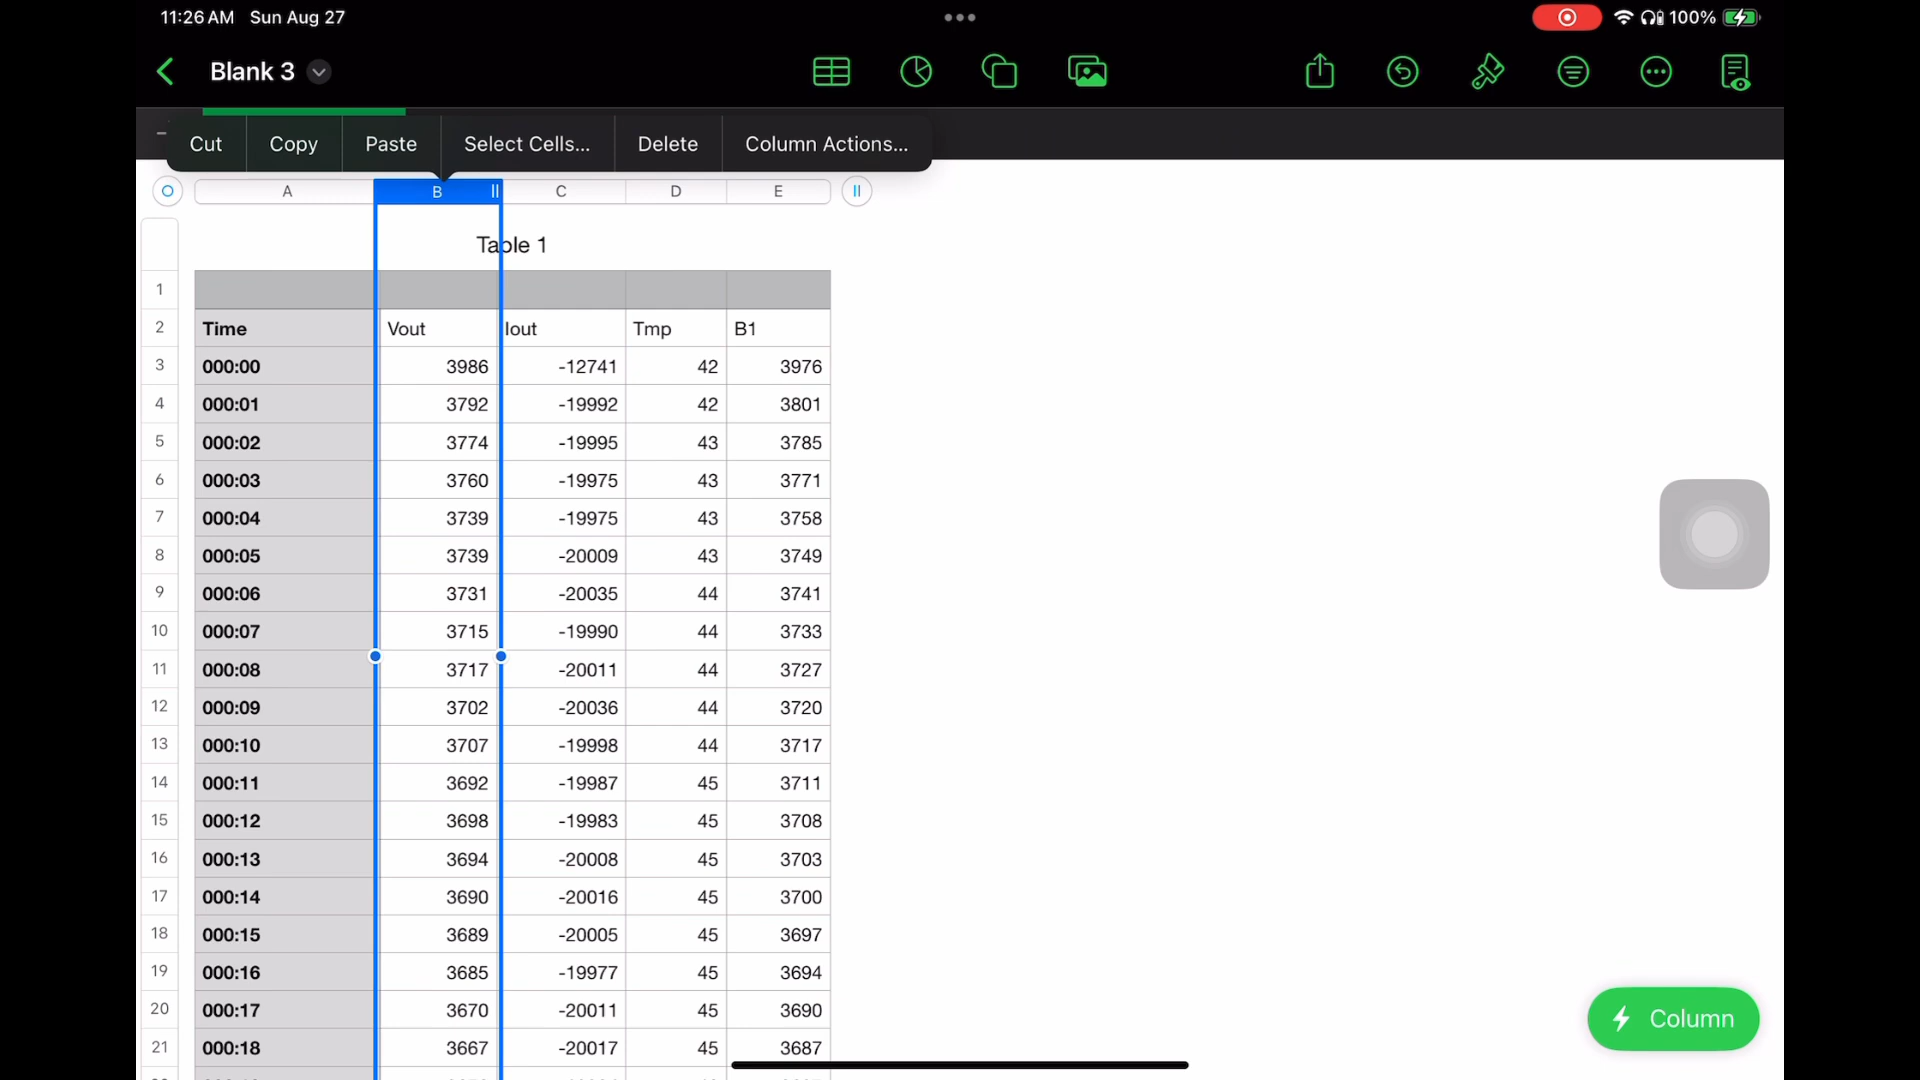 11:26 AM Sun Aug 27
100%
Blank 3
Cut Copy Paste Select Cells... Delete Column Actions...
A B C D E
Table 1
1
2 Time Vout Iout Tmp B1
3 000:00 3986 -12741 42 3976
4 000:01 3792 -19992 42 3801
5 000:02 3774 -19995 43 3785
6 000:03 3760 -19975 43 3771
7 000:04 3739 -19975 43 3758
8 000:05 3739 -20009 43 3749
9 000:06 3731 -20035 44 3741
10 000:07 3715 -19990 44 3733
11 000:08 3717 -20011 44 3727
12 000:09 3702 -20036 44 3720
13 000:10 3707 -19998 44 3717
14 000:11 3692 -19987 45 3711
15 000:12 3698 -19983 45 3708
16 000:13 3694 -20008 45 3703
17 000:14 3690 -20016 45 3700
18 000:15 3689 -20005 45 3697
19 000:16 3685 -19977 45 3694
20 000:17 3670 -20011 45 3690
21 000:18 3667 -20017 45 3687
Column